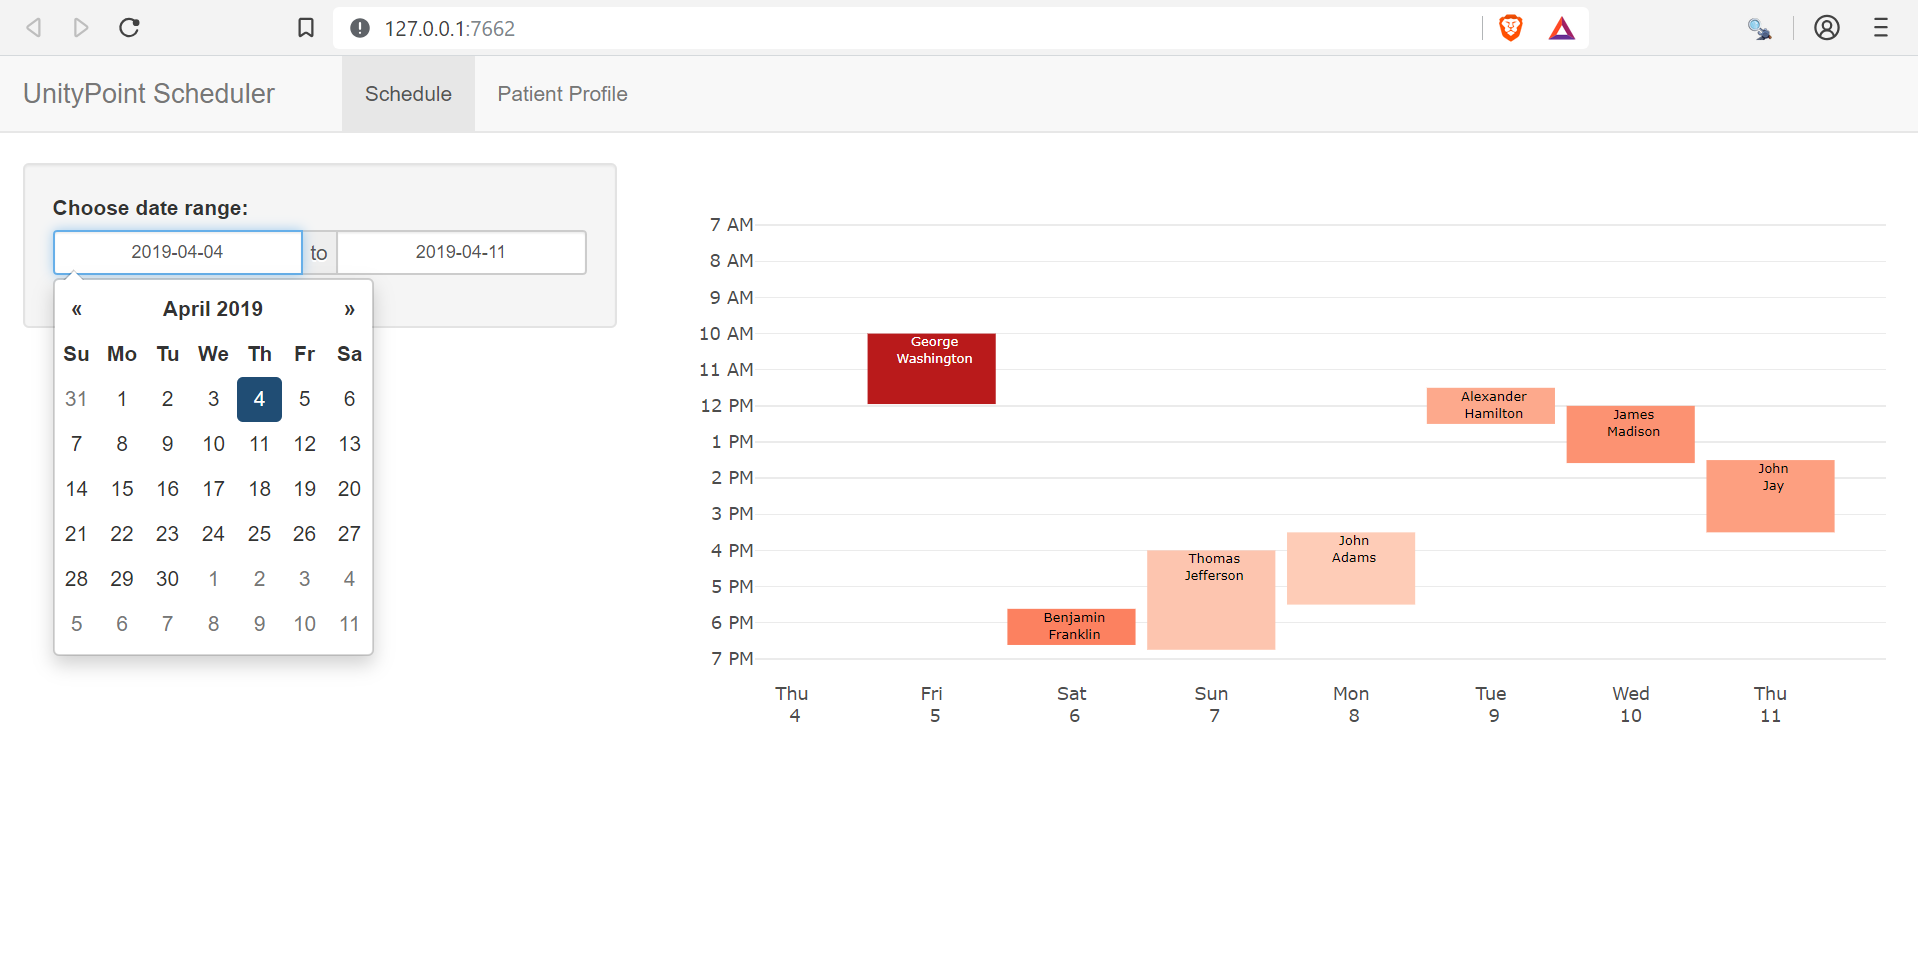 127.0.0.1:7662
UnityPoint Scheduler Schedule Patient Profile
Choose date range:
2019-04-04 to 2019-04-11
« April 2019 »
Su Mo Tu We Th Fr Sa
31 1 2 3 4 5 6
7 8 9 10 11 12 13
14 15 16 17 18 19 20
21 22 23 24 25 26 27
28 29 30 1 2 3 4
5 6 7 8 9 10 11
7 AM
8 AM
9 AM
10 AM
11 AM
12 PM
1 PM
2 PM
3 PM
4 PM
5 PM
6 PM
7 PM
George
Washington
Benjamin
Franklin
Thomas
Jefferson
John
Adams
Alexander
Hamilton
James
Madison
John
Jay
Thu Fri Sat Sun Mon Tue Wed Thu
4 5 6 7 8 9 10 11